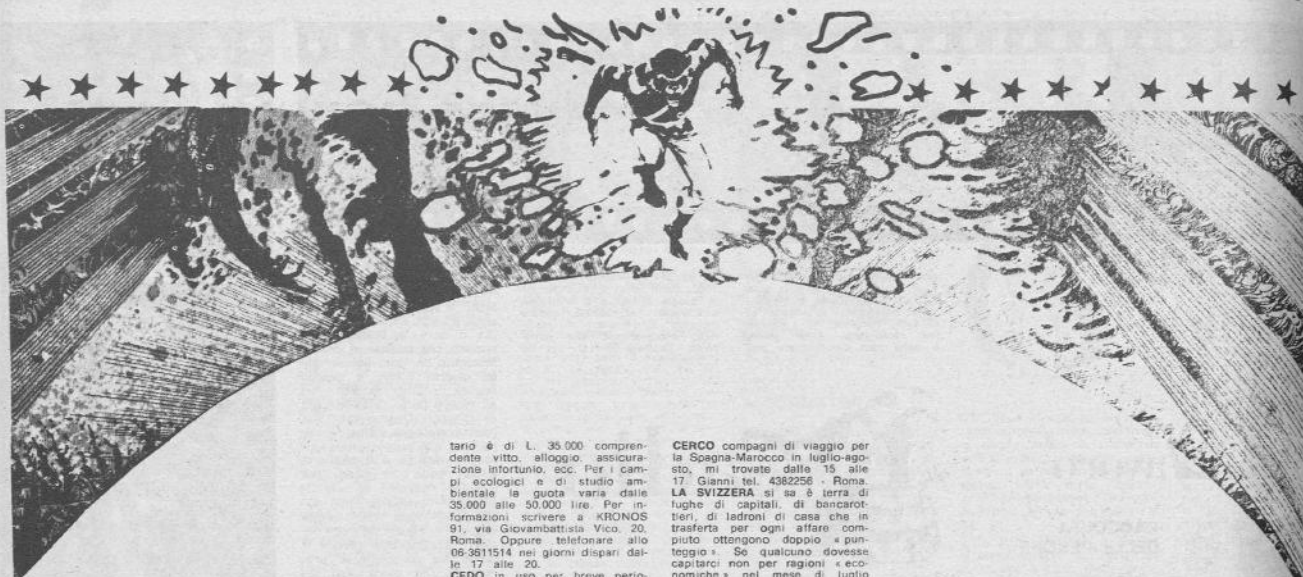 tario è di L. 35.000 compren-
dente vitto, alloggio, assicura-
zione infortunio, ecc. Per i cam-
pi ecologici e di studio am-
bientale la quota varia dalle
35.000 alle 50.000 lire. Per in-
formazioni scrivere a KRONOS
91, via Giovambattista Vico, 20,
Roma. Oppure telefonare allo
06-3611514 nei giorni dispari dal-
le 17 alle 20.
CEDO in uso per breve perio-
CERCO compagni di viaggio per
la Spagna-Marocco in luglio-ago-
sto, mi trovate dalle 15 alle
17. Gianni tel. 4382256 - Roma.
LA SVIZZERA si sa è terra di
fughe di capitali, di bancarot-
tieri, di ladroni di casa che in
trasferta per ogni affare com-
piuto ottengono doppio « pun-
teggio ». Se qualcuno dovesse
capitarci non per ragioni « eco-
nomiche » nel mese di luglio